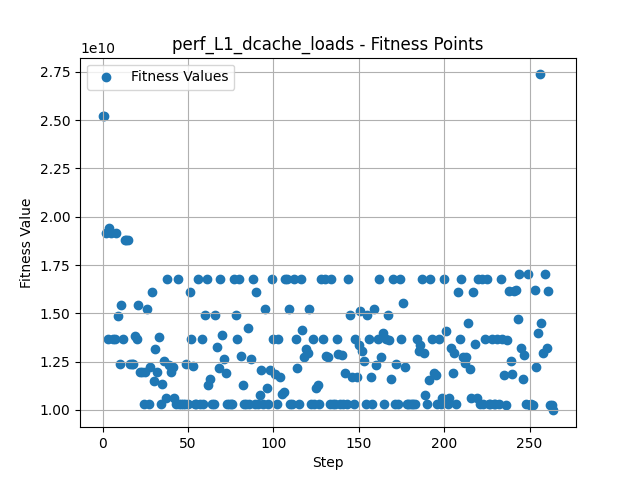 perf_L1_dcache_loads - Fitness Points
1e10
Fitness Values
2.75
2.50
2.25
2.00
1.75
1.50
1.25
1.00
Fitness Value
0 50 100 150 200 250
Step